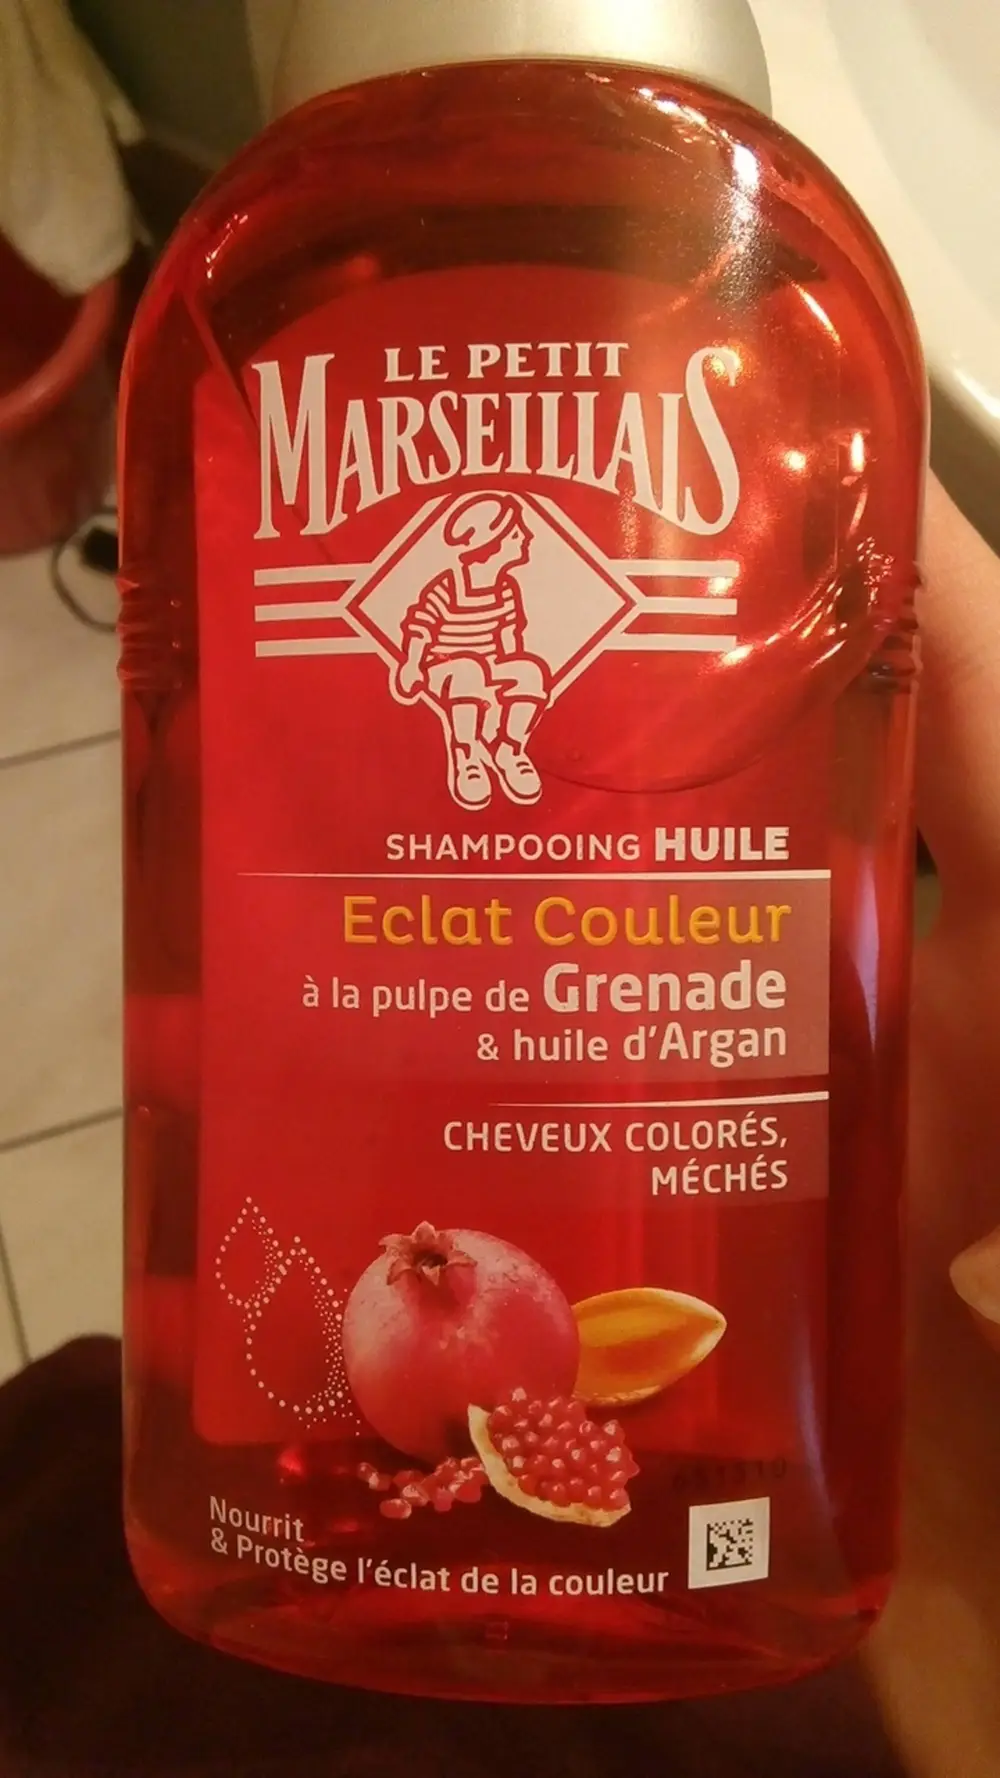 LE PETIT
MARSEILLAIS
SHAMPOOING HUILE
Eclat Couleur
à la pulpe de Grenade
& huile d'Argan
CHEVEUX COLORÉS,
MÉCHÉS
Nourrit
& Protège l'éclat de la couleur